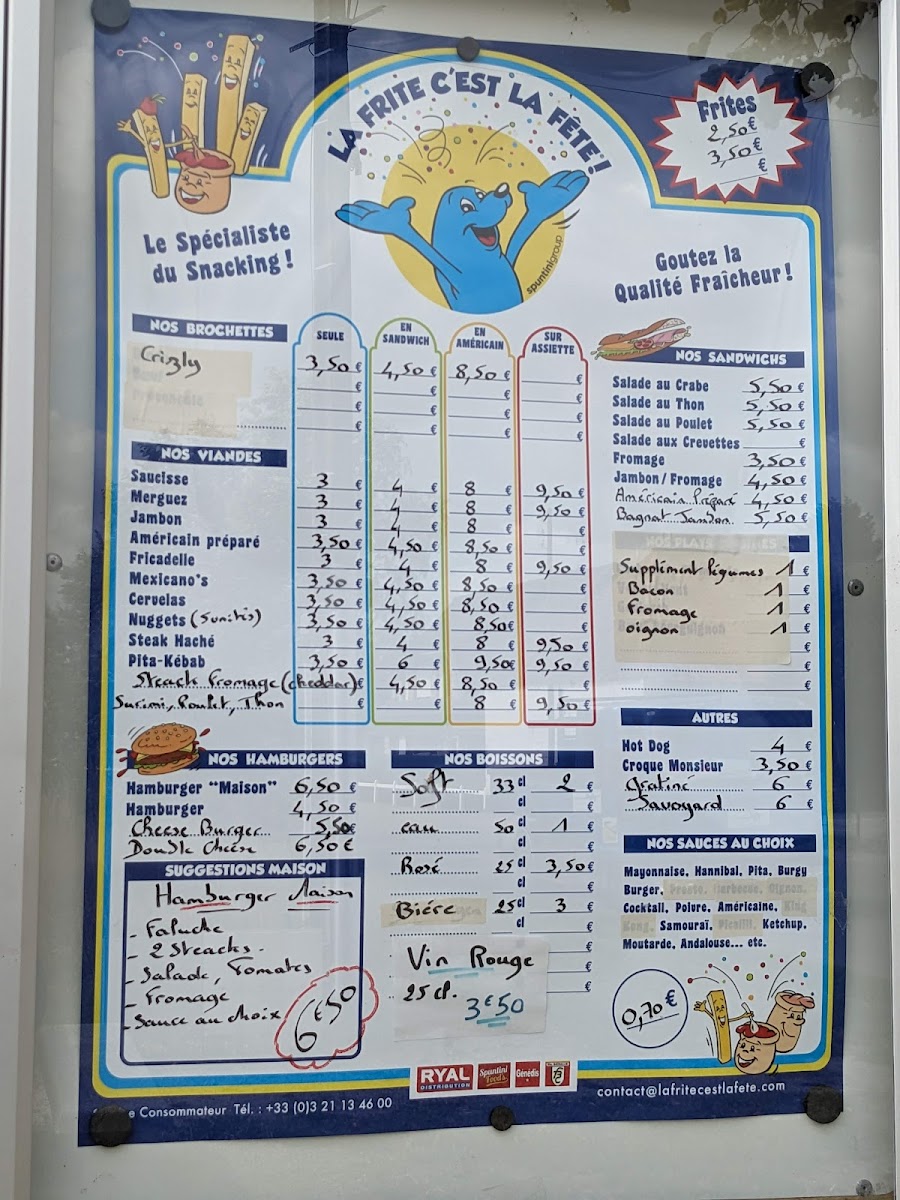 LA FRITE C'EST LA FÊTE!
Frites
2,50€
3,50€
€
Le Spécialiste
du Snacking !
spuntinigroup
Goutez la
Qualité Fraîcheur !
NOS BROCHETTES SEULE EN SANDWICH EN AMÉRICAIN SUR ASSIETTE
Crizly 3,50€ 4,50€ 8,50€ €
€ € € €
€ € € €
€ € € €
NOS VIANDES
Saucisse 3 € 4 € 8 € 9,50€
Merguez 3 € 4 € 8 € 9,50€
Jambon 3 € 4 € 8 € €
Américain préparé 3,50€ 4,50€ 8,50€ €
Fricadelle 3 € 4 € 8 € 9,50€
Mexicano's 3,50€ 4,50€ 8,50€ €
Cervelas 3,50€ 4,50€ 8,50€ €
Nuggets (5 unités) 3,50€ 4,50€ 8,50€ €
Steak Haché 3 € 4 € 8 € 9,50€
Pita-Kébab 3,50€ 6 € 9,50€ 9,50€
Steack fromage (cheddar) € 4,50€ 8,50€ €
Surimi, Poulet, Thon € € 8 € 9,50€
NOS SANDWICHS
Salade au Crabe 5,50€
Salade au Thon 5,50€
Salade au Poulet 5,50€
Salade aux Crevettes €
Fromage 3,50€
Jambon/Fromage 4,50€
Américain Préparé 4,50€
Bagnat Jambon 5,50€
Supplément légumes 1 €
Bacon 1 €
Fromage 1 €
oignon 1 €
€
€
€
AUTRES
Hot Dog 4 €
Croque Monsieur 3,50€
Gratiné 6 €
Savoyard 6 €
NOS HAMBURGERS
Hamburger "Maison" 6,50€
Hamburger 4,50€
Cheese Burger 5,50€
Double Cheese 6,50€
NOS BOISSONS
Soft 33 cl 2 €
cl €
eau 50 cl 1 €
cl €
Rosé 25 cl 3,50€
cl €
Bière 25 cl 3 €
cl €
€
€
€
Vin Rouge
25 cl.
3€50
SUGGESTIONS MAISON
Hamburger Maison
- Faluche
- 2 Steacks.
- Salade, Tomates
- Fromage
- Sauce au choix
6€50
NOS SAUCES AU CHOIX
Mayonnaise, Hannibal, Pita, Burgy
Burger,
Cocktail, Poivre, Américaine, King
Kong, Samouraï, Picalili, Ketchup,
Moutarde, Andalouse... etc.
0,70€
RYAL
DISTRIBUTION
Spuntini
Food's
Génédis
Consommateur Tél. : +33 (0)3 21 13 46 00
contact@lafritecestlafete.com